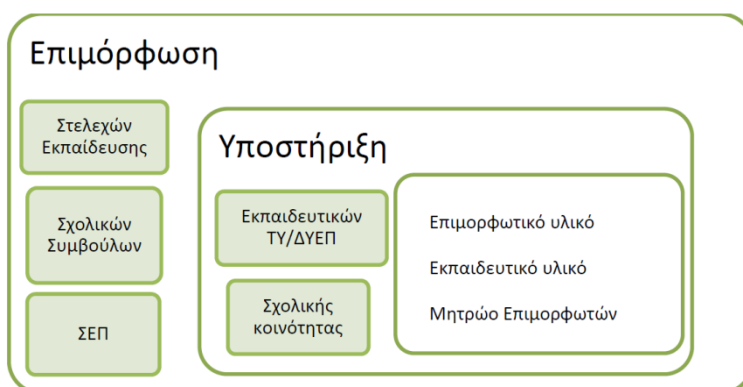 Επιμόρφωση
Στελεχών
Εκπαίδευσης
Σχολικών
Συμβούλων
ΣΕΠ
Υποστήριξη
Εκπαιδευτικών
ΤΥ/ΔΥΕΠ
Σχολικής
κοινότητας
Επιμορφωτικό υλικό
Εκπαιδευτικό υλικό
Μητρώο Επιμορφωτών